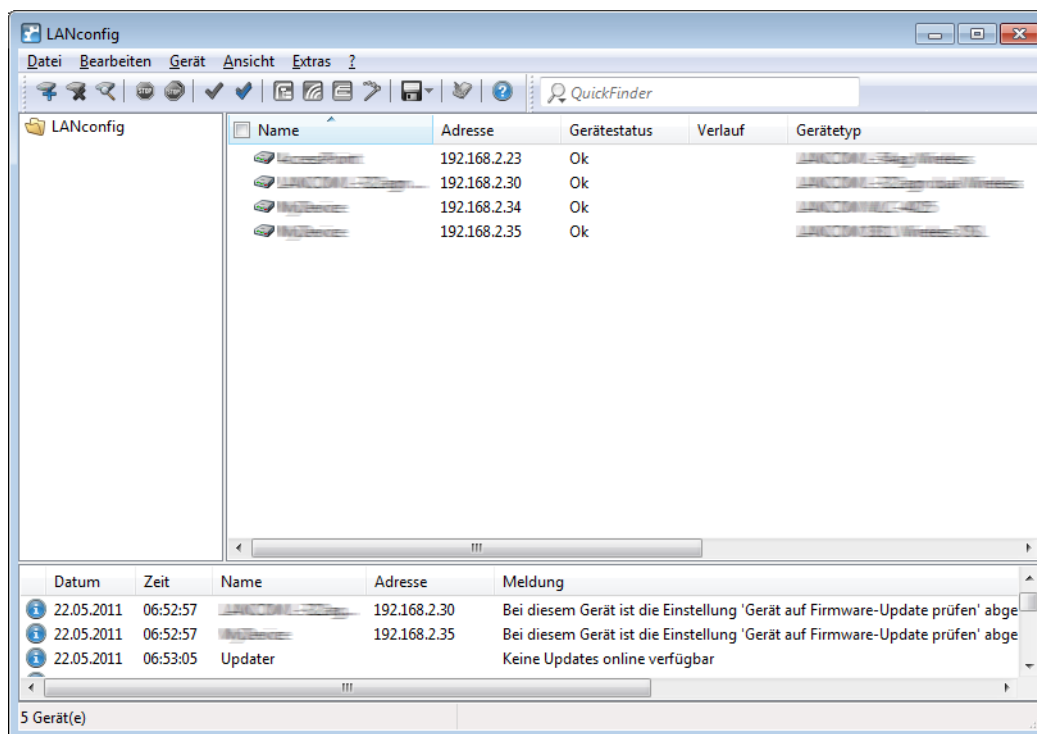 LANconfig
Datei Bearbeiten Gerät Ansicht Extras ?
QuickFinder
LANconfig
Name Adresse Gerätestatus Verlauf Gerätetyp
192.168.2.23 Ok
192.168.2.30 Ok
192.168.2.34 Ok
192.168.2.35 Ok
Datum Zeit Name Adresse Meldung
22.05.2011 06:52:57 192.168.2.30 Bei diesem Gerät ist die Einstellung 'Gerät auf Firmware-Update prüfen' abge
22.05.2011 06:52:57 192.168.2.35 Bei diesem Gerät ist die Einstellung 'Gerät auf Firmware-Update prüfen' abge
22.05.2011 06:53:05 Updater Keine Updates online verfügbar
5 Gerät(e)